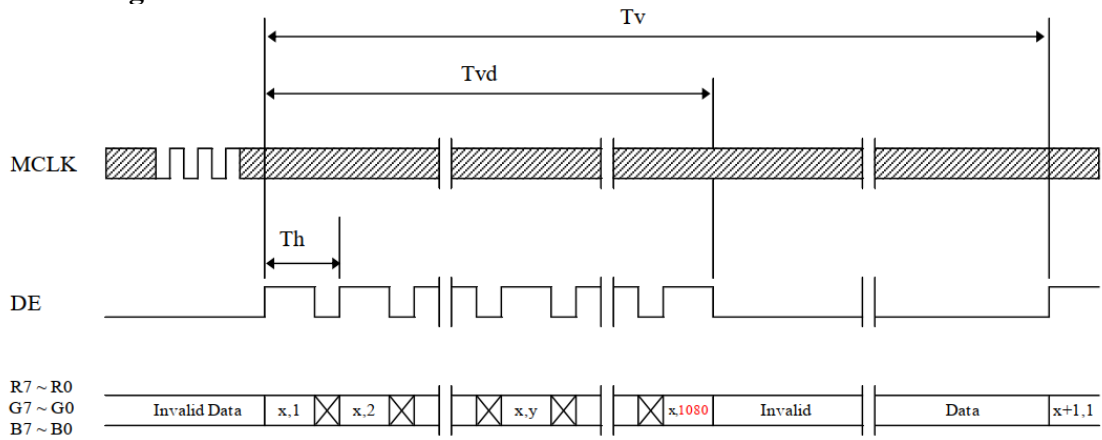 Tv
Tvd
MCLK
Th
DE
R7 ~ R0
G7 ~ G0
B7 ~ B0
Invalid Data x,1 x,2 x,y x,1080 Invalid Data x+1,1